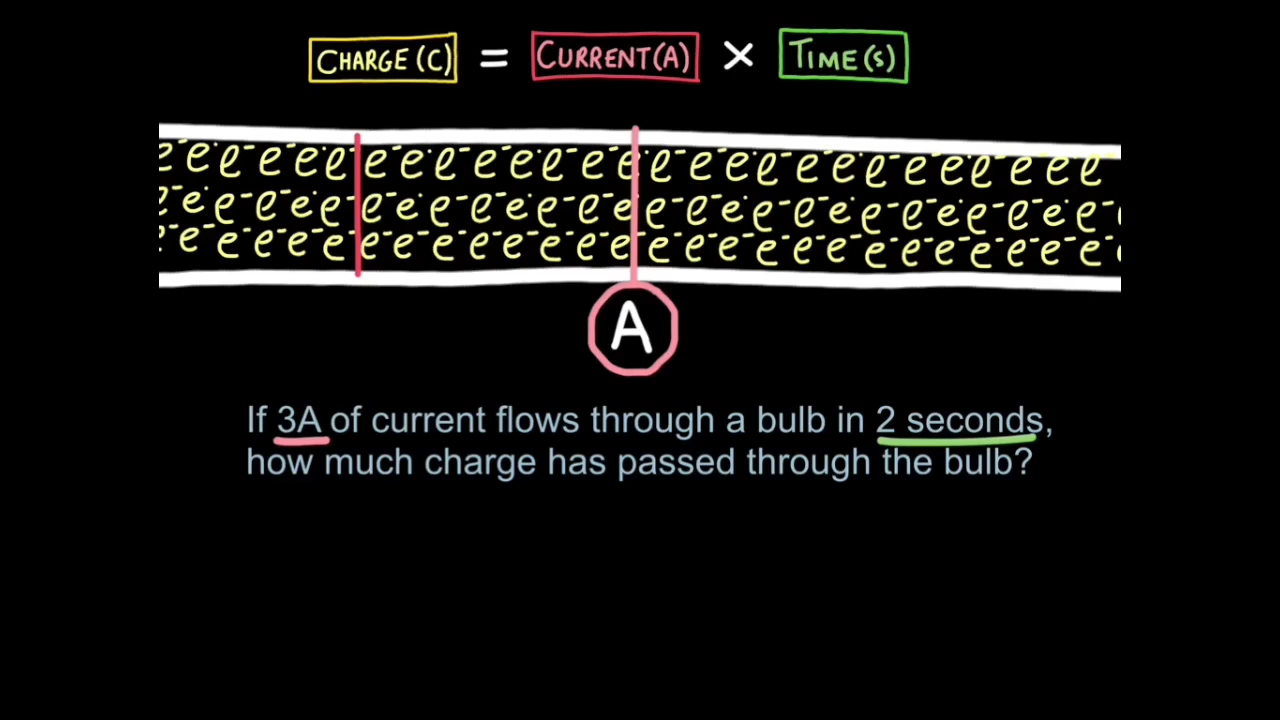 CHARGE (C) = CURRENT (A) × TIME (s)
e⁻ e⁻ e⁻ e⁻ e⁻ e⁻ e⁻ e⁻ e⁻ e⁻ e⁻ e⁻ e⁻ e⁻ e⁻ e⁻ e⁻ e⁻ e⁻ e⁻ e⁻ e⁻ e⁻ e⁻ e⁻ e⁻
e⁻ e⁻ e⁻ e⁻ e⁻ e⁻ e⁻ e⁻ e⁻ e⁻ e⁻ e⁻ e⁻ e⁻ e⁻ e⁻ e⁻ e⁻ e⁻ e⁻ e⁻ e⁻ e⁻ e⁻ e⁻ e⁻
e⁻ e⁻ e⁻ e⁻ e⁻ e⁻ e⁻ e⁻ e⁻ e⁻ e⁻ e⁻ e⁻ e⁻ e⁻ e⁻ e⁻ e⁻ e⁻ e⁻ e⁻ e⁻ e⁻ e⁻ e⁻ e⁻
A
If 3A of current flows through a bulb in 2 seconds,
how much charge has passed through the bulb?